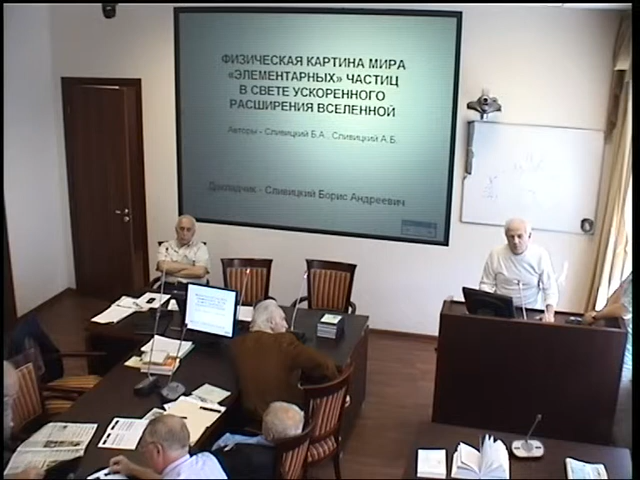 ФИЗИЧЕСКАЯ КАРТИНА МИРА
«ЭЛЕМЕНТАРНЫХ» ЧАСТИЦ
В СВЕТЕ УСКОРЕННОГО
РАСШИРЕНИЯ ВСЕЛЕННОЙ
Авторы - Сливицкий Б.А., Сливицкий А.Б.
Докладчик - Сливицкий Борис Андреевич